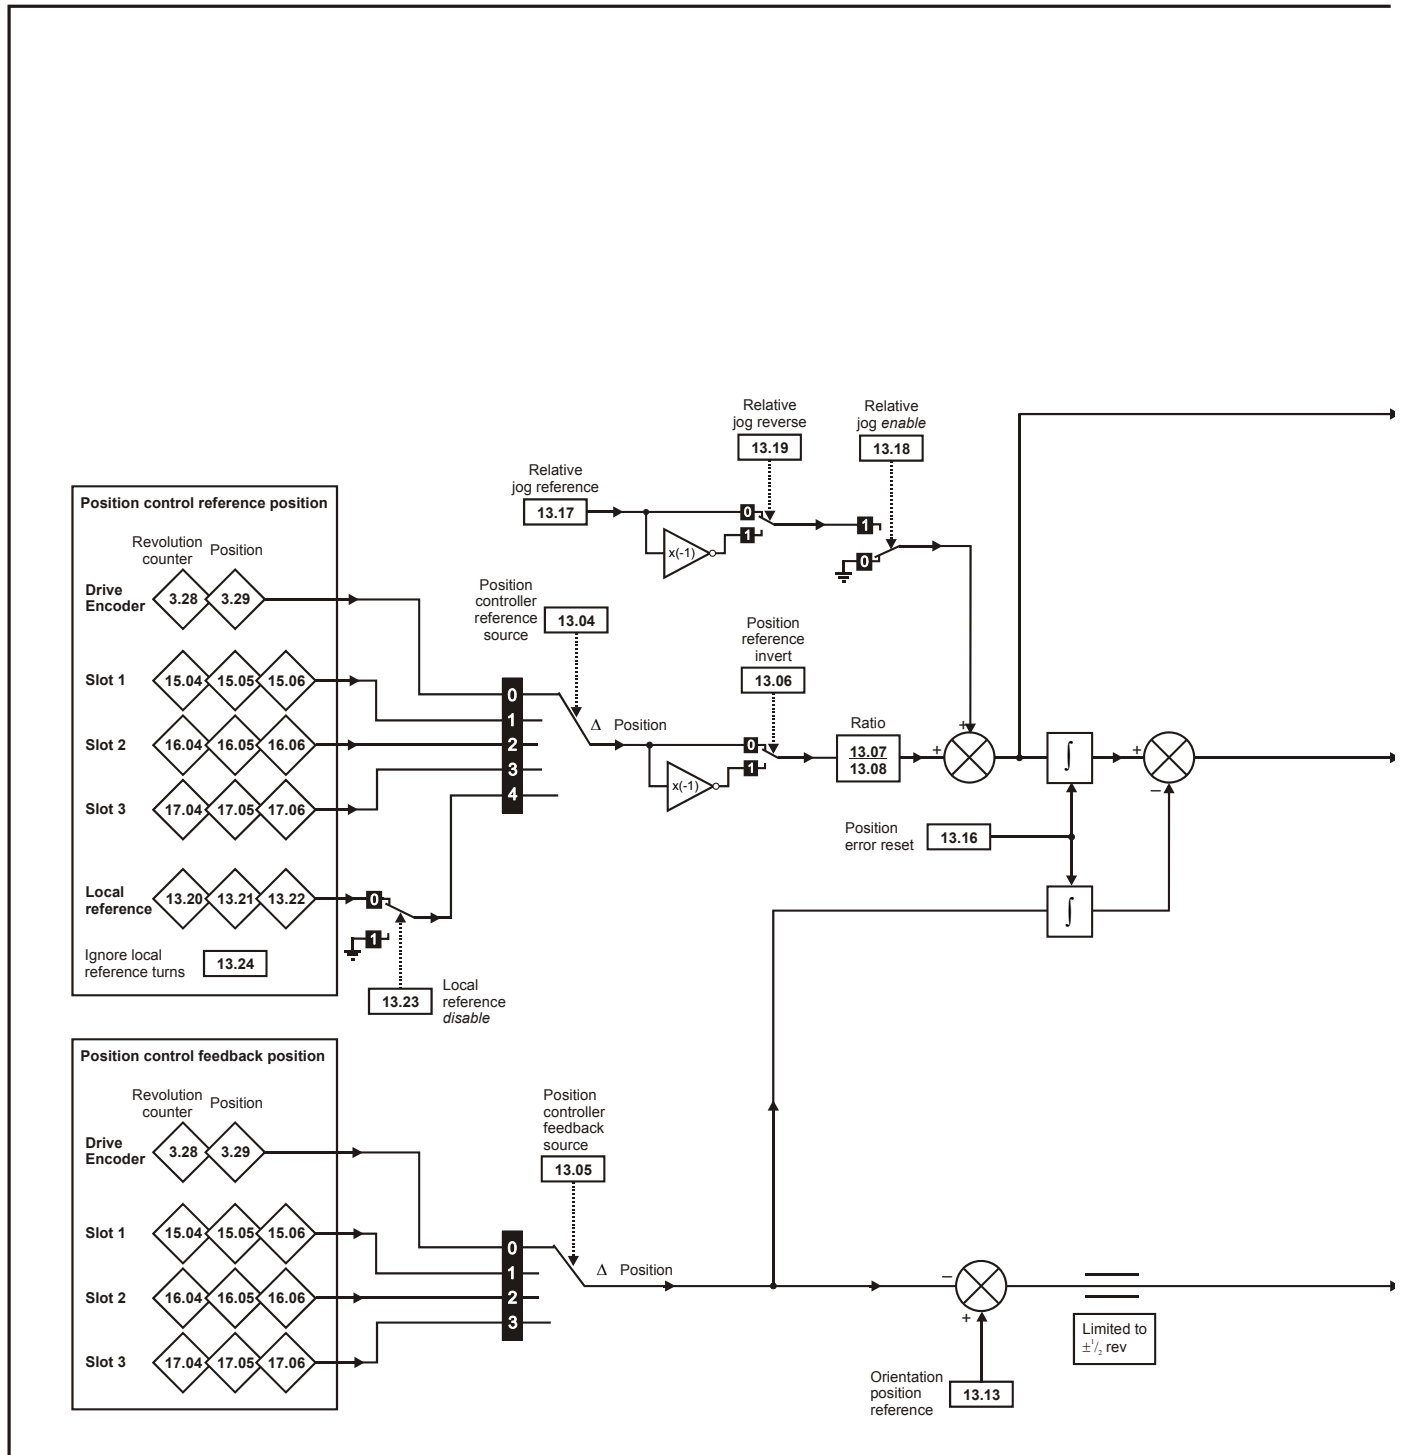 Relative
jog reverse
13.19
Relative
jog enable
13.18
Relative
jog reference
13.17
0
1
x(-1)
1
0
Position control reference position
Revolution
counter
Position
Drive
Encoder
3.28
3.29
Slot 1
15.04
15.05
15.06
Slot 2
16.04
16.05
16.06
Slot 3
17.04
17.05
17.06
Local
reference
13.20
13.21
13.22
Ignore local
reference turns
13.24
0
1
13.23
Local
reference
disable
Position
controller
reference
source
13.04
0
1
2
3
4
Δ Position
Position
reference
invert
13.06
0
1
x(-1)
Ratio
13.07
13.08
+
+
∫
+
−
Position
error reset
13.16
∫
Position control feedback position
Revolution
counter
Position
Drive
Encoder
3.28
3.29
Slot 1
15.04
15.05
15.06
Slot 2
16.04
16.05
16.06
Slot 3
17.04
17.05
17.06
Position
controller
feedback
source
13.05
0
1
2
3
Δ Position
−
+
Limited to
±1/2 rev
Orientation
position
reference
13.13